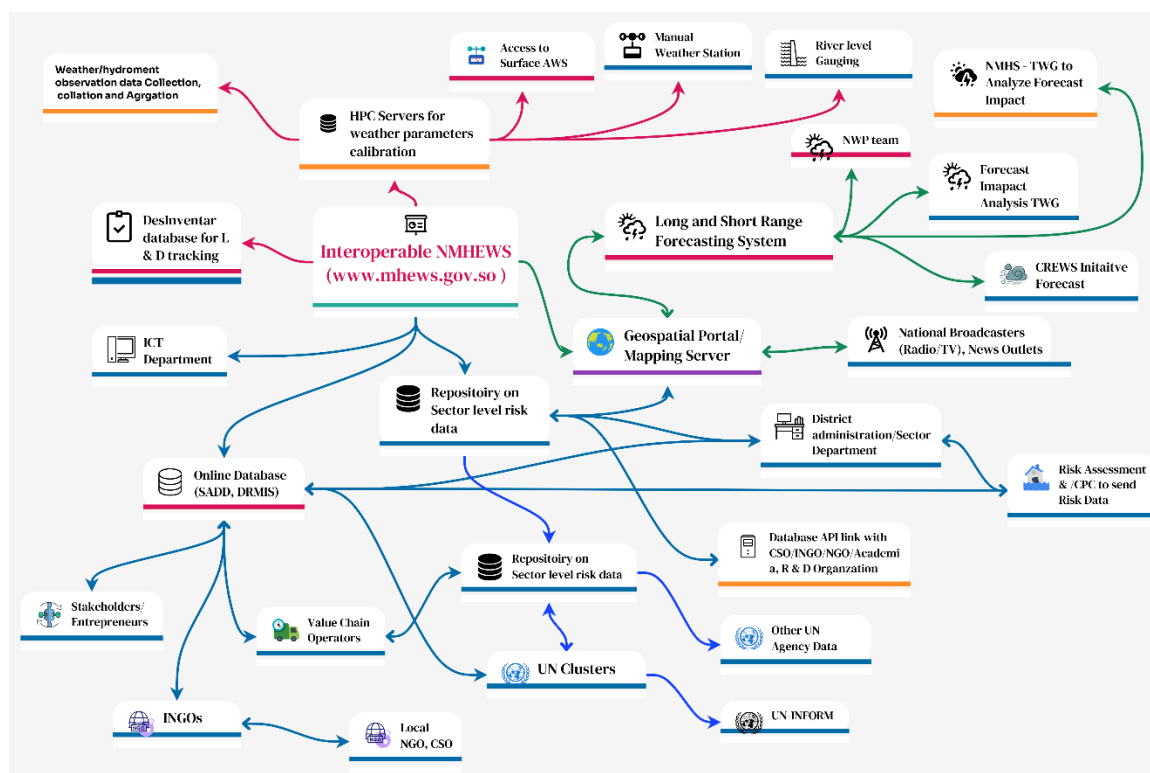 Weather/hydroment
observation data Collection,
collation and Agrgation
Access to
Surface AWS
Manual
Weather Station
River level
Gauging
NMHS - TWG to
Analyze Forecast
Impact
HPC Servers for
weather parameters
calibration
NWP team
Forecast
Imapact
Analysis TWG
DesInventar
database for L
& D tracking
Interoperable NMHEWS
(www.mhews.gov.so )
Long and Short Range
Forecasting System
CREWS Initaitve
Forecast
ICT
Department
Geospatial Portal/
Mapping Server
National Broadcasters
(Radio/TV), News Outlets
Repositoiry on
Sector level risk
data
District
administration/Sector
Department
Online Database
(SADD, DRMIS)
Risk Assessment
& /CPC to send
Risk Data
Repositoiry on
Sector level risk data
Database API link with
CSO/INGO/NGO/Academi
a, R & D Organzation
Stakeholders/
Entrepreneurs
Value Chain
Operators
Other UN
Agency Data
UN Clusters
INGOs
NGO
Local
NGO, CSO
NGO
UN-INFORM